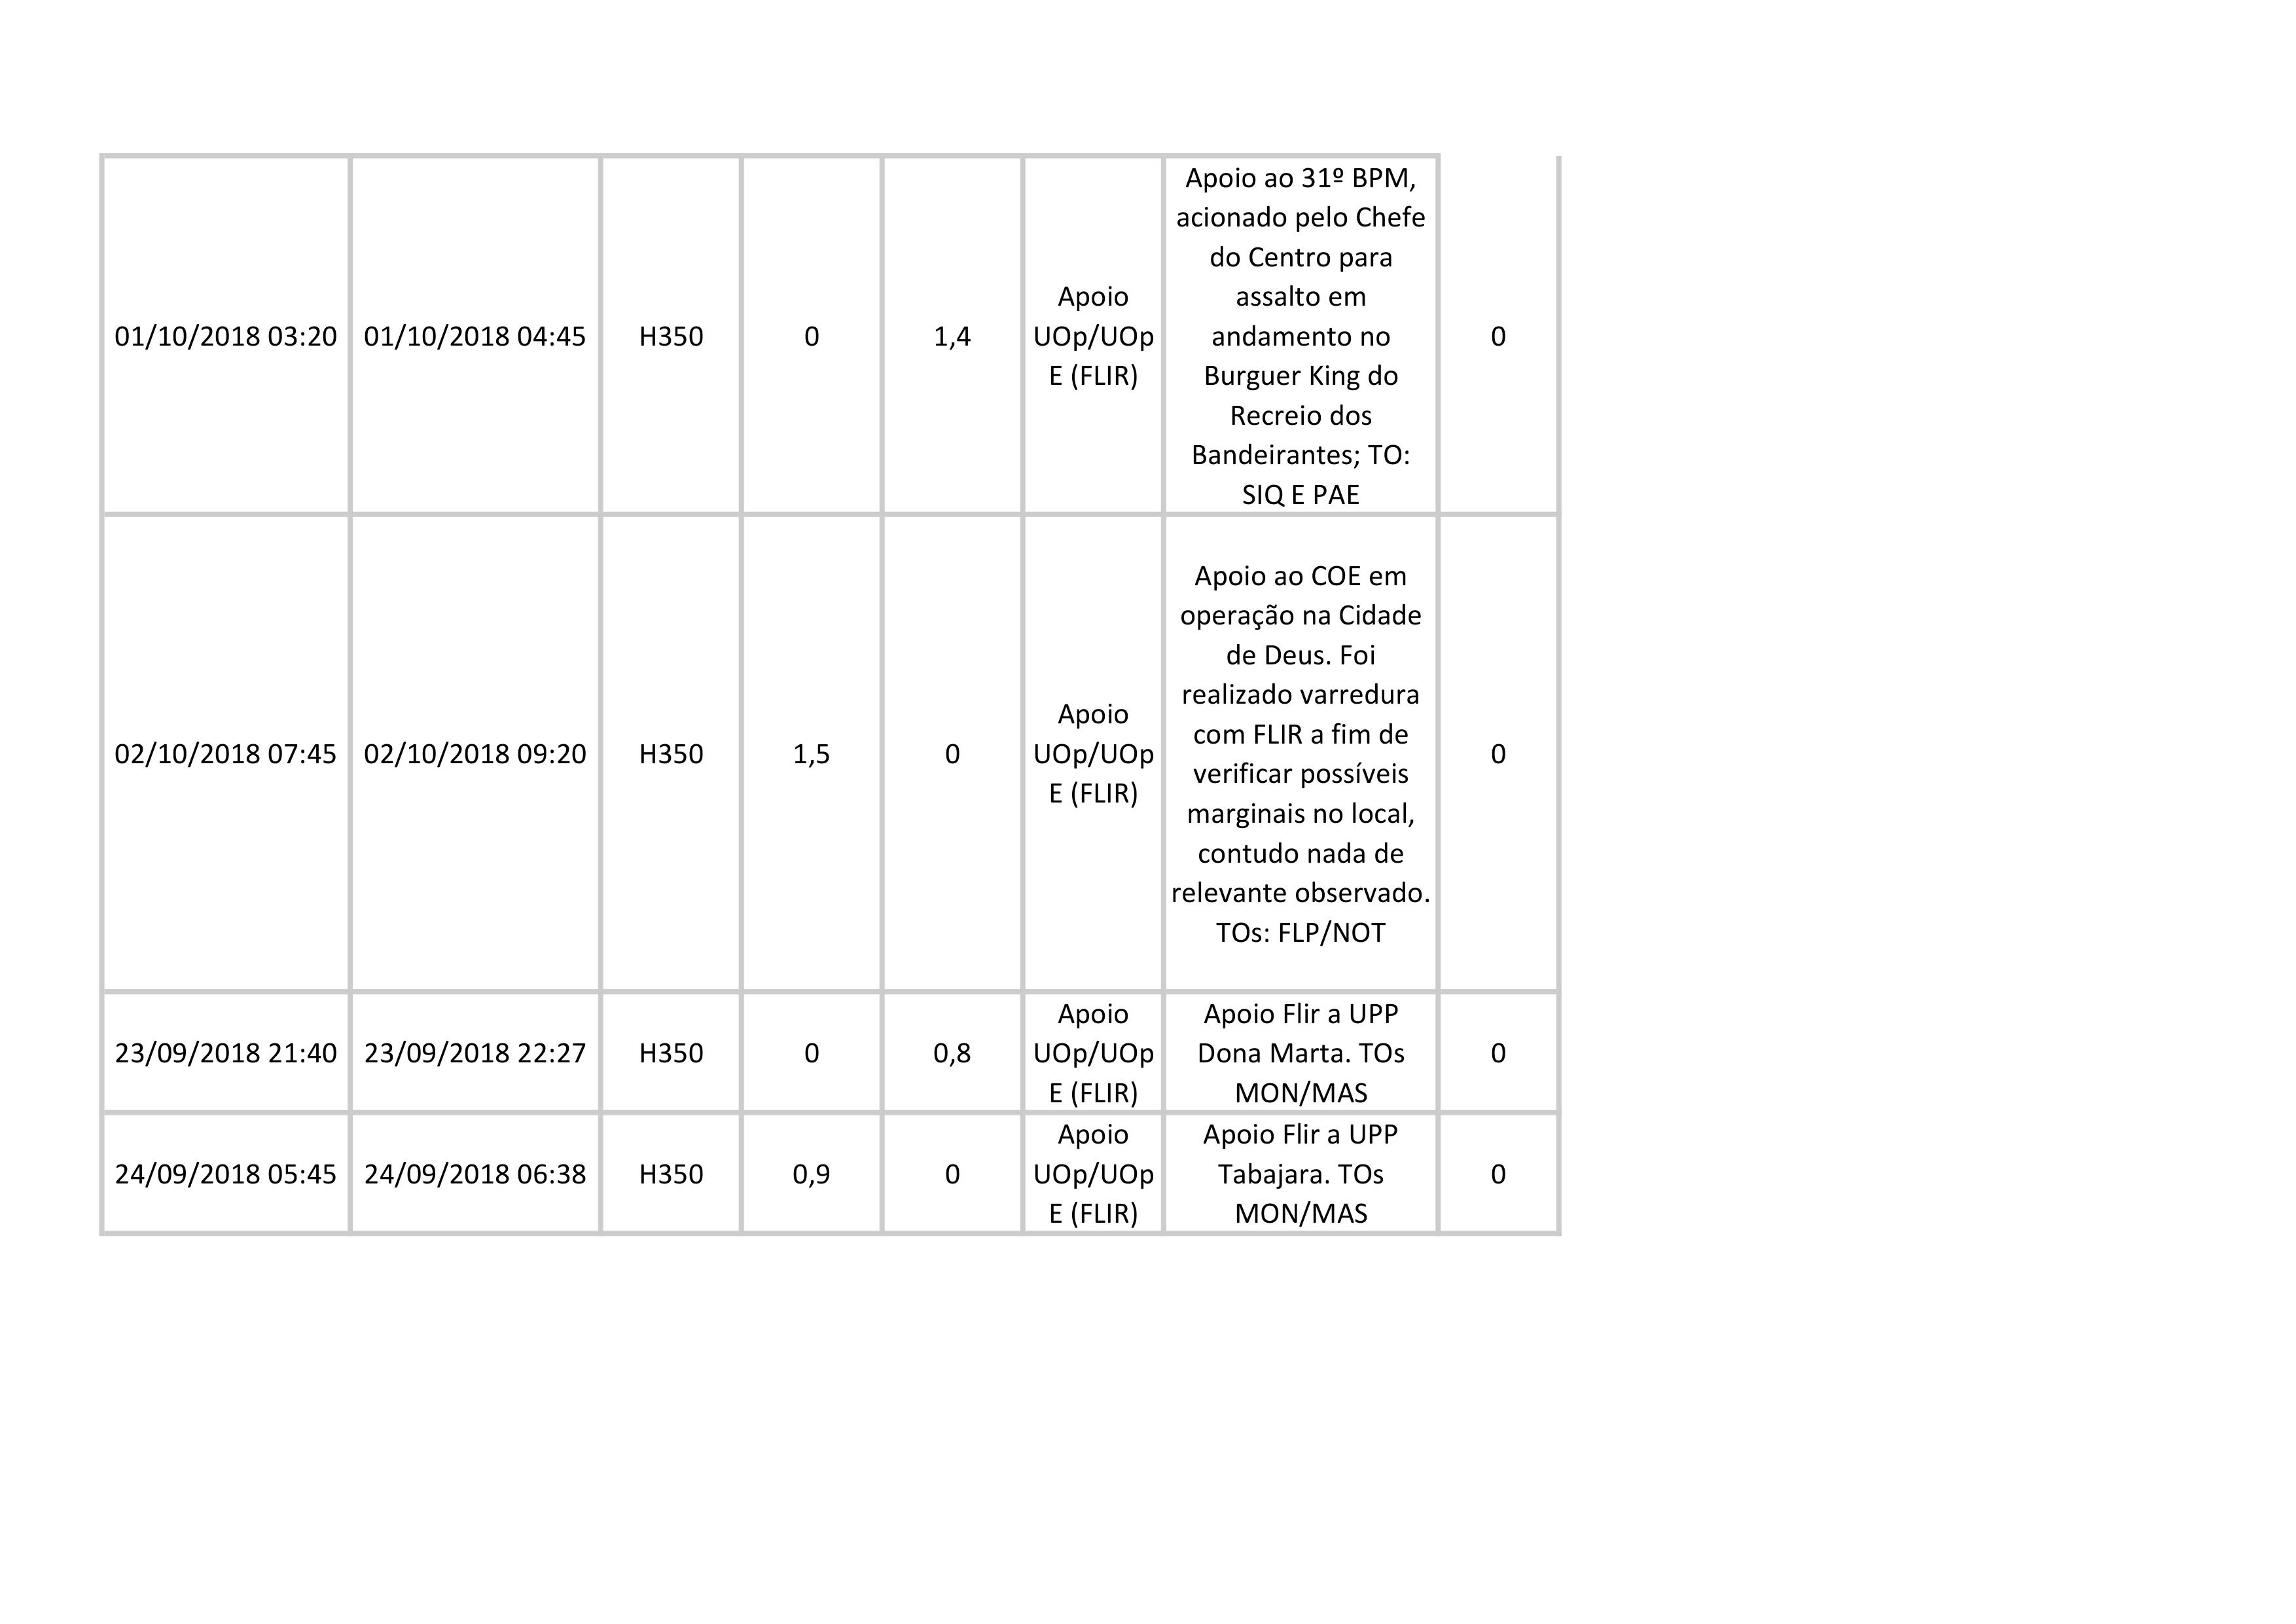 01/10/2018 03:20
01/10/2018 04:45
H350
0
1,4
Apoio
UOp/UOp
E (FLIR)
Apoio ao 31º BPM,
acionado pelo Chefe
do Centro para
assalto em
andamento no
Burguer King do
Recreio dos
Bandeirantes; TO:
SIQ E PAE
0
02/10/2018 07:45
02/10/2018 09:20
H350
1,5
0
Apoio
UOp/UOp
E (FLIR)
Apoio ao COE em
operação na Cidade
de Deus. Foi
realizado varredura
com FLIR a fim de
verificar possíveis
marginais no local,
contudo nada de
relevante observado.
TOs: FLP/NOT
0
23/09/2018 21:40
23/09/2018 22:27
H350
0
0,8
Apoio
UOp/UOp
E (FLIR)
Apoio Flir a UPP
Dona Marta. TOs
MON/MAS
0
24/09/2018 05:45
24/09/2018 06:38
H350
0,9
0
Apoio
UOp/UOp
E (FLIR)
Apoio Flir a UPP
Tabajara. TOs
MON/MAS
0